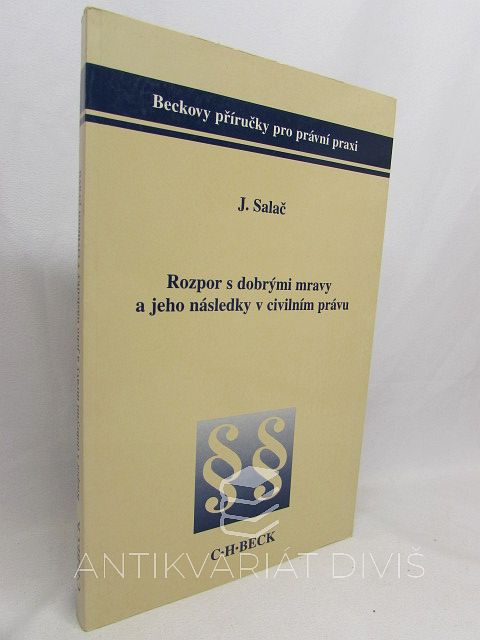 Beckovy příručky pro právní praxi
J. Salač
Rozpor s dobrými mravy
a jeho následky v civilním právu
§§
C·H·BECK
ANTIKVARIÁT DIVIŠ